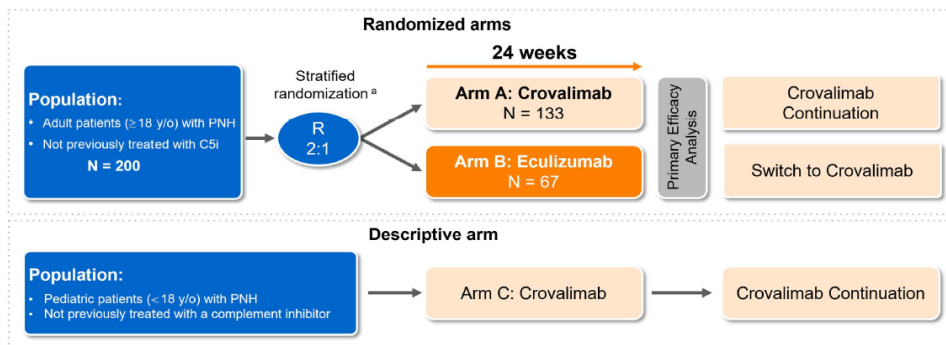 Randomized arms
24 weeks
Population:
• Adult patients (≥ 18 y/o) with PNH
• Not previously treated with C5i
N = 200
Stratified
randomization a
R
2:1
Arm A: Crovalimab
N = 133
Arm B: Eculizumab
N = 67
Primary Efficacy
Analysis
Crovalimab
Continuation
Switch to Crovalimab
Descriptive arm
Population:
• Pediatric patients (< 18 y/o) with PNH
• Not previously treated with a complement inhibitor
Arm C: Crovalimab
Crovalimab Continuation